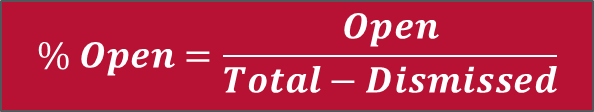 % Open = Open
Total − Dismissed